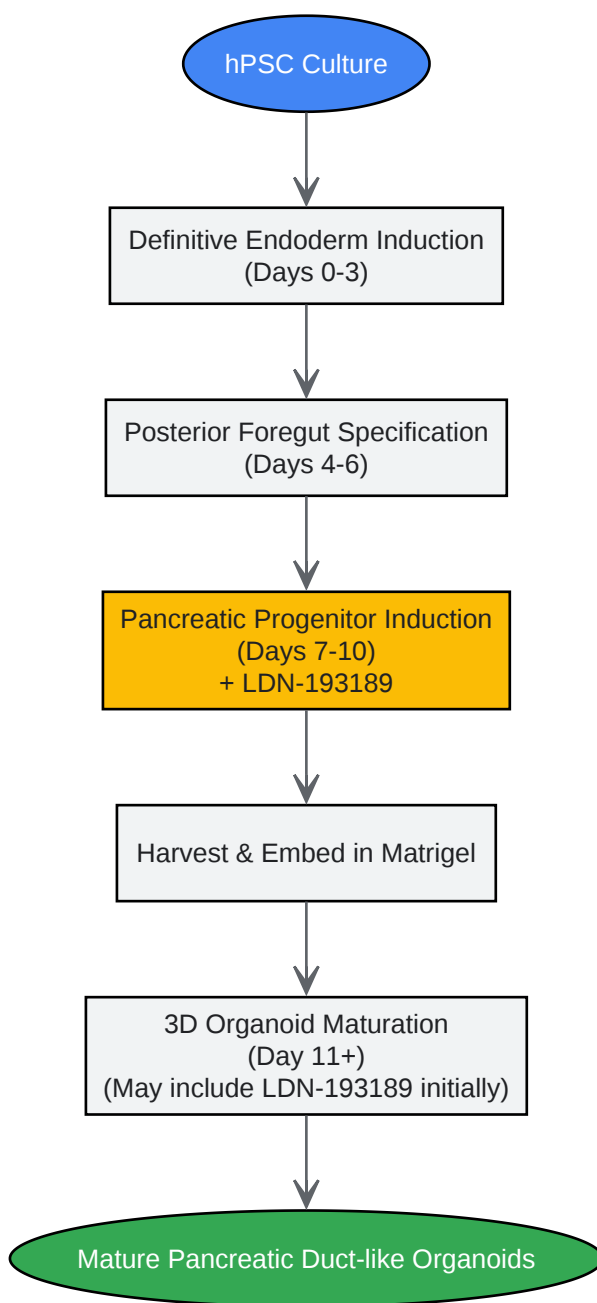 hPSC Culture
Definitive Endoderm Induction
(Days 0-3)
Posterior Foregut Specification
(Days 4-6)
Pancreatic Progenitor Induction
(Days 7-10)
+ LDN-193189
Harvest & Embed in Matrigel
3D Organoid Maturation
(Day 11+)
(May include LDN-193189 initially)
Mature Pancreatic Duct-like Organoids